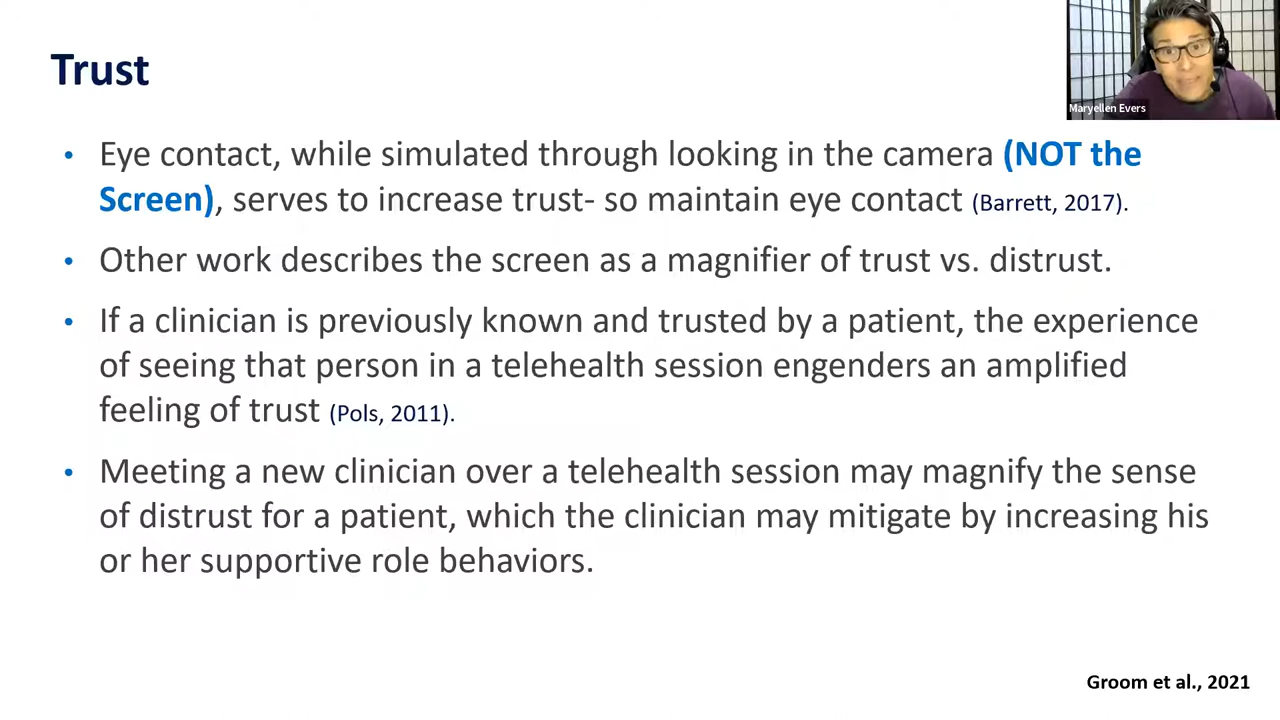 Trust
Maryellen Evers
• Eye contact, while simulated through looking in the camera (NOT the
Screen), serves to increase trust- so maintain eye contact (Barrett, 2017).
• Other work describes the screen as a magnifier of trust vs. distrust.
• If a clinician is previously known and trusted by a patient, the experience
of seeing that person in a telehealth session engenders an amplified
feeling of trust (Pols, 2011).
• Meeting a new clinician over a telehealth session may magnify the sense
of distrust for a patient, which the clinician may mitigate by increasing his
or her supportive role behaviors.
Groom et al., 2021